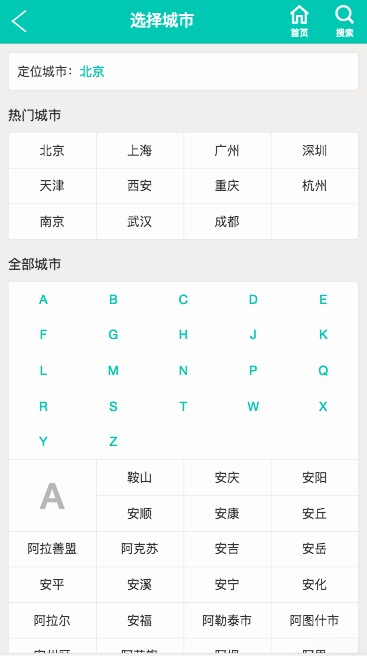 选择城市
首页 搜索
定位城市：北京
热门城市
北京 上海 广州 深圳
天津 西安 重庆 杭州
南京 武汉 成都
全部城市
A B C D E
F G H J K
L M N P Q
R S T W X
Y Z
A
鞍山 安庆 安阳
安顺 安康 安丘
阿拉善盟 阿克苏 安吉 安岳
安平 安溪 安宁 安化
阿拉尔 安福 阿勒泰市 阿图什市